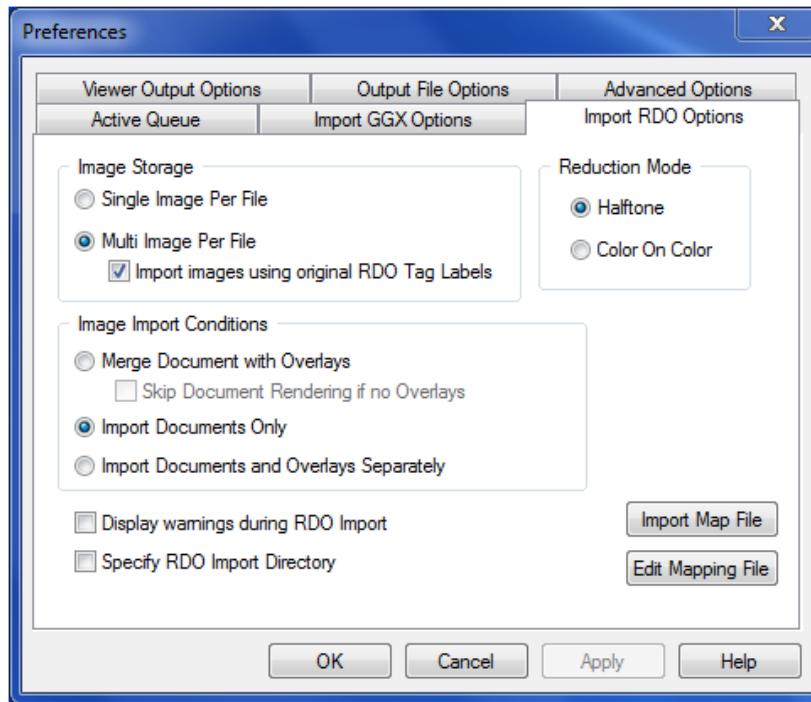 Preferences
X
Viewer Output Options Output File Options Advanced Options
Active Queue Import GGX Options Import RDO Options
Image Storage
Single Image Per File
Multi Image Per File
Import images using original RDO Tag Labels
Reduction Mode
Halftone
Color On Color
Image Import Conditions
Merge Document with Overlays
Skip Document Rendering if no Overlays
Import Documents Only
Import Documents and Overlays Separately
Display warnings during RDO Import
Import Map File
Specify RDO Import Directory
Edit Mapping File
OK Cancel Apply Help